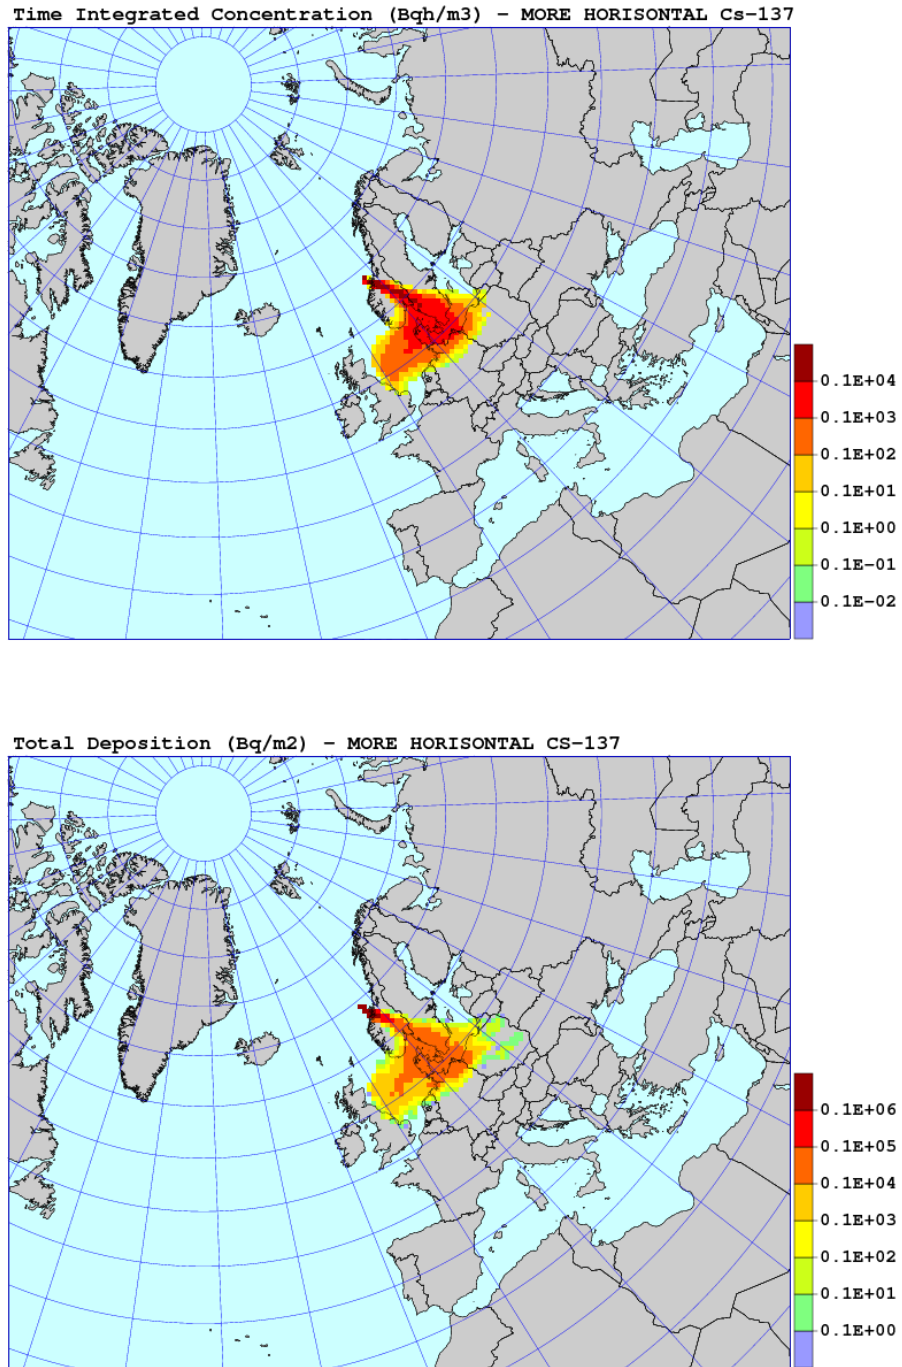 Time Integrated Concentration (Bqh/m3) – MORE HORISONTAL Cs–137
0.1E+04
0.1E+03
0.1E+02
0.1E+01
0.1E+00
0.1E–01
0.1E–02
Total Deposition (Bq/m2) – MORE HORISONTAL CS–137
0.1E+06
0.1E+05
0.1E+04
0.1E+03
0.1E+02
0.1E+01
0.1E+00